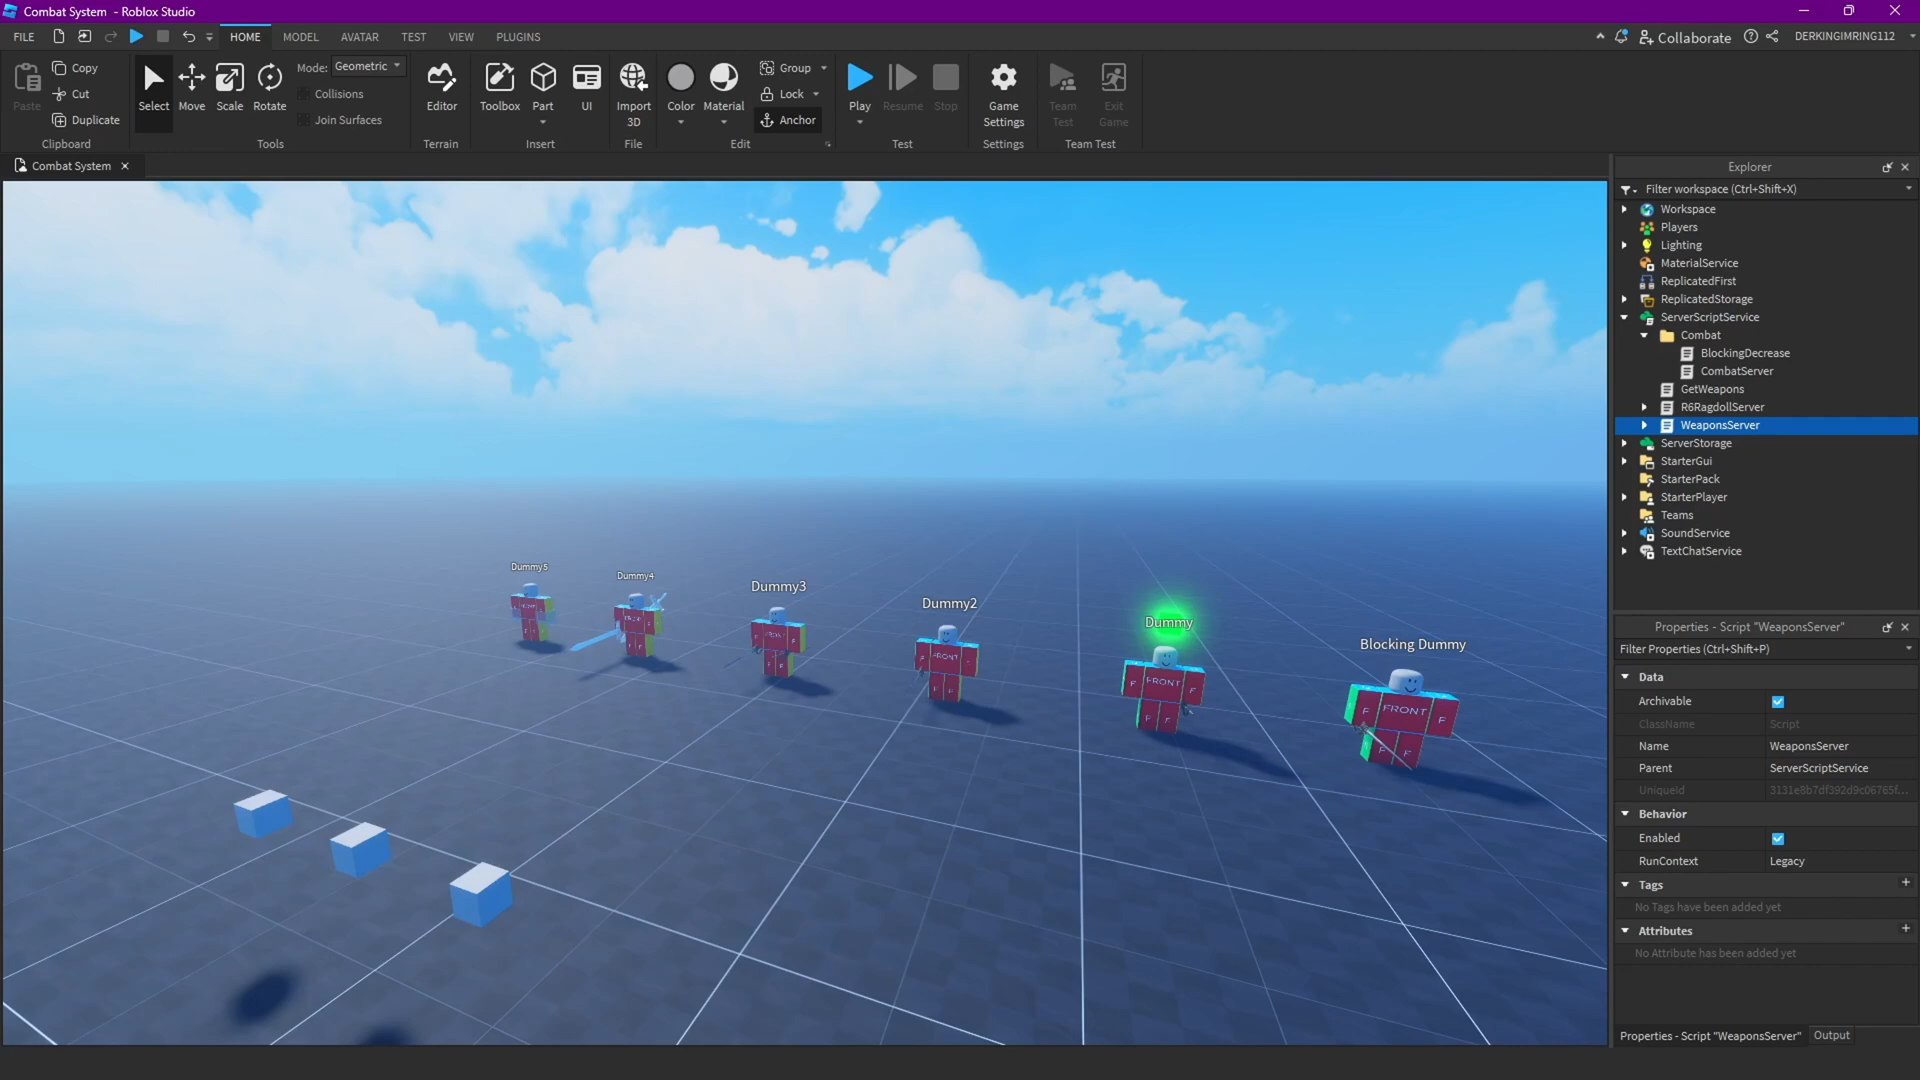 Combat System - Roblox Studio
FILE
HOME
MODEL
AVATAR
TEST
VIEW
PLUGINS
Collaborate
DERKINGIMRING112
Paste
Copy
Cut
Duplicate
Clipboard
Select
Move
Scale
Rotate
Mode: Geometric
Collisions
Join Surfaces
Tools
Editor
Terrain
Toolbox
Part
UI
Insert
Import
3D
File
Color
Material
Group
Lock
Anchor
Edit
Play
Resume
Stop
Test
Game
Settings
Settings
Team
Test
Exit
Game
Team Test
Combat System
Dummy5
Dummy4
Dummy3
Dummy2
Dummy
Blocking Dummy
FRONT
F
F
F
F
FRONT
F
F
F
F
FRONT
F
F
F
F
Explorer
Filter workspace (Ctrl+Shift+X)
Workspace
Players
Lighting
MaterialService
ReplicatedFirst
ReplicatedStorage
ServerScriptService
Combat
BlockingDecrease
CombatServer
GetWeapons
R6RagdollServer
WeaponsServer
ServerStorage
StarterGui
StarterPack
StarterPlayer
Teams
SoundService
TextChatService
Properties - Script "WeaponsServer"
Filter Properties (Ctrl+Shift+P)
Data
Archivable
ClassName Script
Name WeaponsServer
Parent ServerScriptService
UniqueId 3131e8b7df392d9c06765f...
Behavior
Enabled
RunContext Legacy
Tags
No Tags have been added yet
Attributes
No Attribute has been added yet
Properties - Script "WeaponsServer"
Output